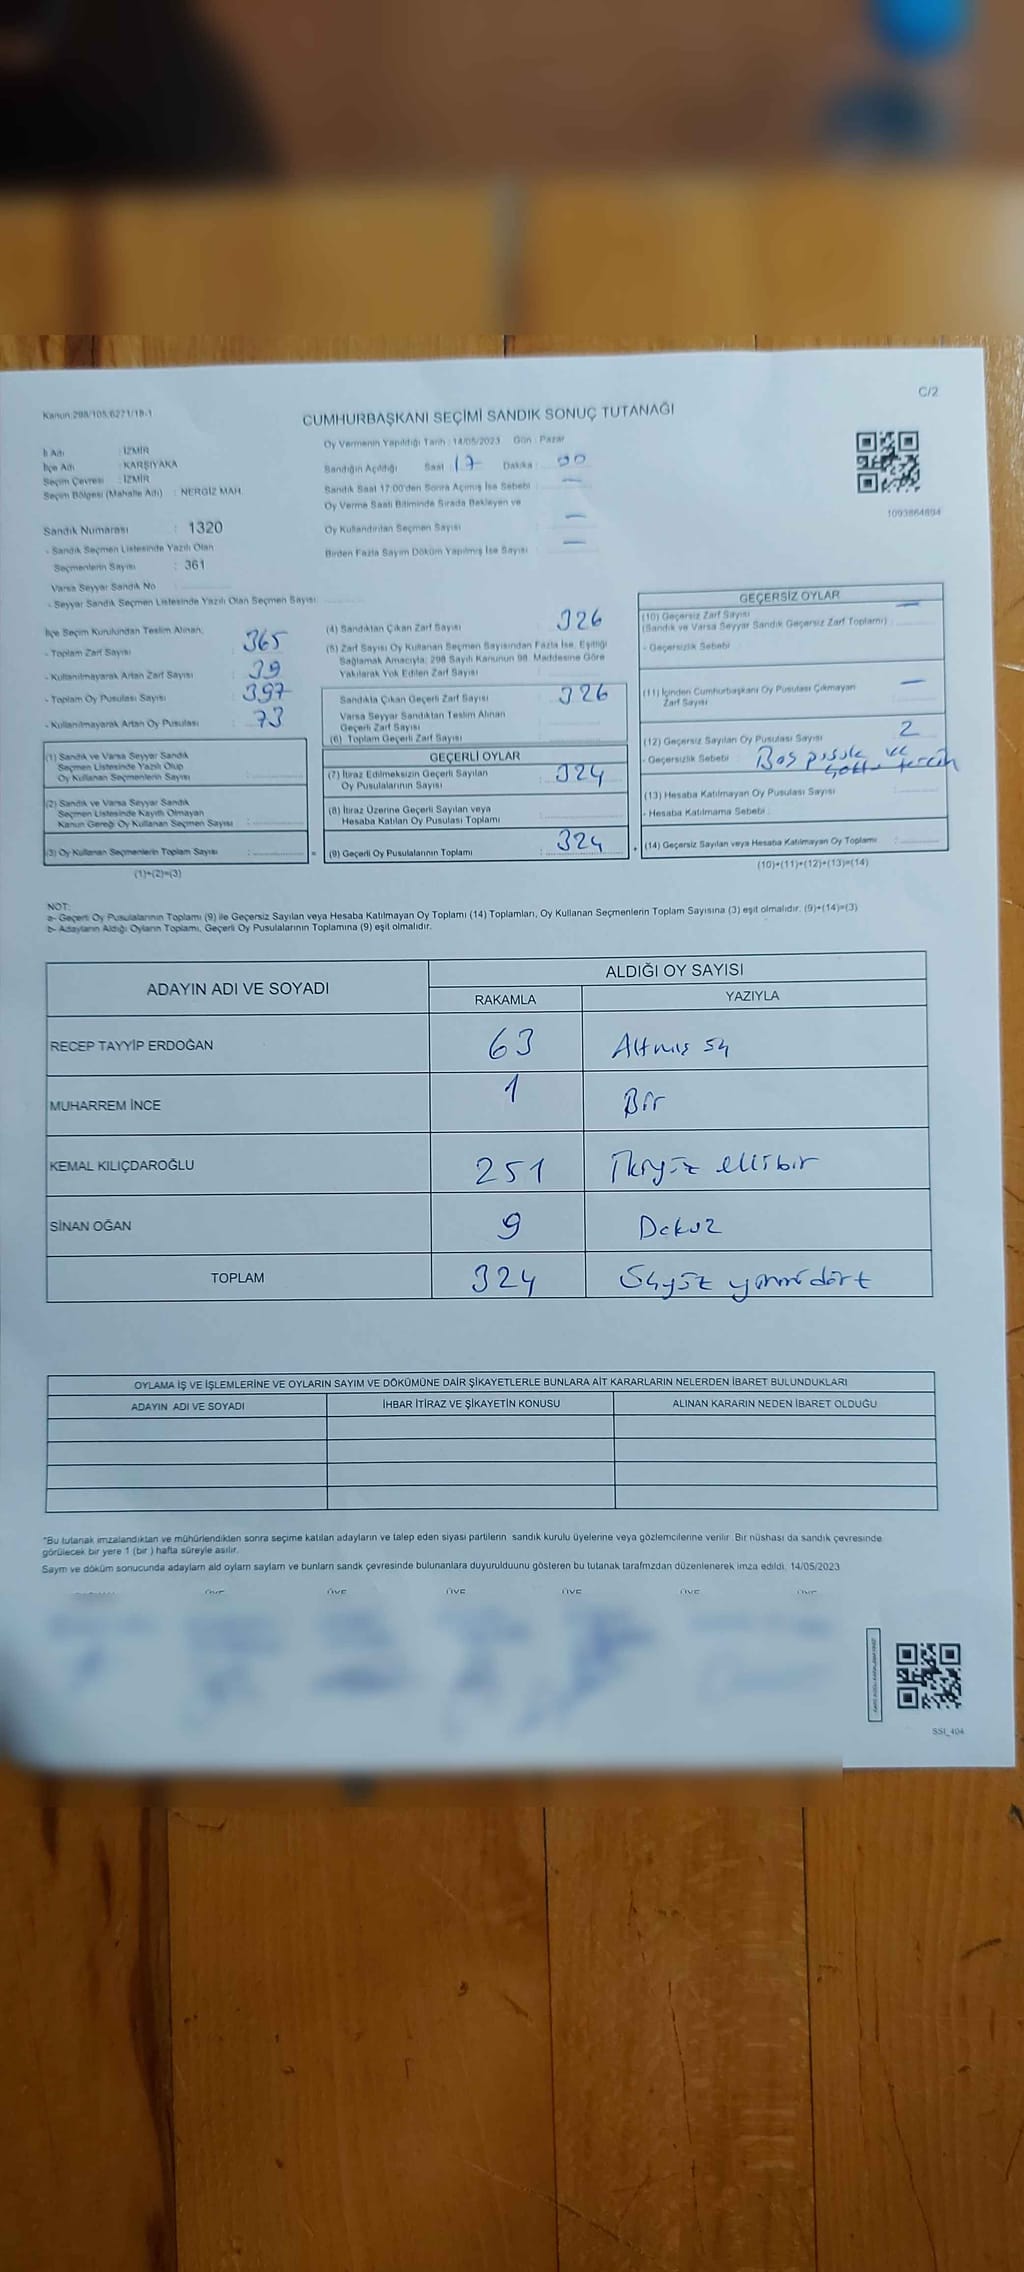 C/2
Kanun:298/105,6271/18-1
CUMHURBAŞKANI SEÇİMİ SANDIK SONUÇ TUTANAĞI
İl Adı : İZMİR
İlçe Adı : KARŞIYAKA
Seçim Çevresi : İZMİR
Seçim Bölgesi (Mahalle Adı) : NERGİZ MAH.
Oy Vermenin Yapıldığı Tarih : 14/05/2023 Gün : Pazar
Sandığın Açıldığı Saat : 17 Dakika : 00
Sandık Saat 17:00'den Sonra Açımış İse Sebebi : —
Oy Verme Saati Bitiminde Sırada Bekleyen ve
Oy Kullandırılan Seçmen Sayısı : —
Birden Fazla Sayım Döküm Yapılmış İse Sayısı : —
1093864894
Sandık Numarası : 1320
- Sandık Seçmen Listesinde Yazılı Olan
Seçmenlerin Sayısı : 361
Varsa Seyyar Sandık No
- Seyyar Sandık Seçmen Listesinde Yazılı Olan Seçmen Sayısı:
İlçe Seçim Kurulundan Teslim Alınan;
- Toplam Zarf Sayısı : 365
- Kullanılmayarak Artan Zarf Sayısı : 39
- Toplam Oy Pusulası Sayısı : 397
- Kullanılmayarak Artan Oy Pusulası : 73
(1) Sandık ve Varsa Seyyar Sandık
Seçmen Listesinde Yazılı Olup
Oy Kullanan Seçmenlerin Sayısı :
(2) Sandık ve Varsa Seyyar Sandık
Seçmen Listesinde Kayıtlı Olmayan
Kanun Gereği Oy Kullanan Seçmen Sayısı :
(3) Oy Kullanan Seçmenlerin Toplam Sayısı :
(1)+(2)=(3)
(4) Sandıktan Çıkan Zarf Sayısı : 326
(5) Zarf Sayısı Oy Kullanan Seçmen Sayısından Fazla İse, Eşitliği
Sağlamak Amacıyla; 298 Sayılı Kanunun 98. Maddesine Göre
Yakılarak Yok Edilen Zarf Sayısı :
Sandıkta Çıkan Geçerli Zarf Sayısı : 326
Varsa Seyyar Sandıktan Teslim Alınan
Geçerli Zarf Sayısı :
(6) Toplam Geçerli Zarf Sayısı :
GEÇERLİ OYLAR
(7) İtiraz Edilmeksizin Geçerli Sayılan
Oy Pusulalarının Sayısı : 324
(8) İtiraz Üzerine Geçerli Sayılan veya
Hesaba Katılan Oy Pusulası Toplamı :
= (9) Geçerli Oy Pusulalarının Toplamı : 324
GEÇERSİZ OYLAR
(10) Geçersiz Zarf Sayısı : —
(Sandık ve Varsa Seyyar Sandık Geçersiz Zarf Toplamı)
- Geçersizlik Sebebi :
(11) İçinden Cumhurbaşkanı Oy Pusulası Çıkmayan
Zarf Sayısı : —
(12) Geçersiz Sayılan Oy Pusulası Sayısı : 2
- Geçersizlik Sebebi : Boş pusula ve
tercih
(13) Hesaba Katılmayan Oy Pusulası Sayısı :
- Hesaba Katılmama Sebebi :
+ (14) Geçersiz Sayılan veya Hesaba Katılmayan Oy Toplamı :
(10)+(11)+(12)+(13)=(14)
NOT:
a- Geçerli Oy Pusulalarının Toplamı (9) ile Geçersiz Sayılan veya Hesaba Katılmayan Oy Toplamı (14) Toplamları, Oy Kullanan Seçmenlerin Toplam Sayısına (3) eşit olmalıdır. (9)+(14)=(3)
b- Adayların Aldığı Oyların Toplamı, Geçerli Oy Pusulalarının Toplamına (9) eşit olmalıdır.
ADAYIN ADI VE SOYADI ALDIĞI OY SAYISI
RAKAMLA YAZIYLA
RECEP TAYYİP ERDOĞAN 63 Altmış
MUHARREM İNCE 1 Bir
KEMAL KILIÇDAROĞLU 251 İkiyüz ellibir
SİNAN OĞAN 9 Dokuz
TOPLAM 324 yirmidört
OYLAMA İŞ VE İŞLEMLERİNE VE OYLARIN SAYIM VE DÖKÜMÜNE DAİR ŞİKAYETLERLE BUNLARA AİT KARARLARIN NELERDEN İBARET BULUNDUKLARI
ADAYIN ADI VE SOYADI İHBAR İTİRAZ VE ŞİKAYETİN KONUSU ALINAN KARARIN NEDEN İBARET OLDUĞU
*Bu tutanak imzalandıktan ve mühürlendikten sonra seçime katılan adayların ve talep eden siyasi partilerin sandık kurulu üyelerine veya gözlemcilerine verilir. Bir nüshası da sandık çevresinde
görülecek bir yere 1 (bir ) hafta süreyle asılır.
Saym ve döküm sonucunda adaylam ald oylam saylam ve bunlarn sandk çevresinde bulunanlara duyurulduunu gösteren bu tutanak tarafmzdan düzenlenerek imza edildi. 14/05/2023
ÜYE ÜYE ÜYE ÜYE ÜYE ÜYE
SSI_404